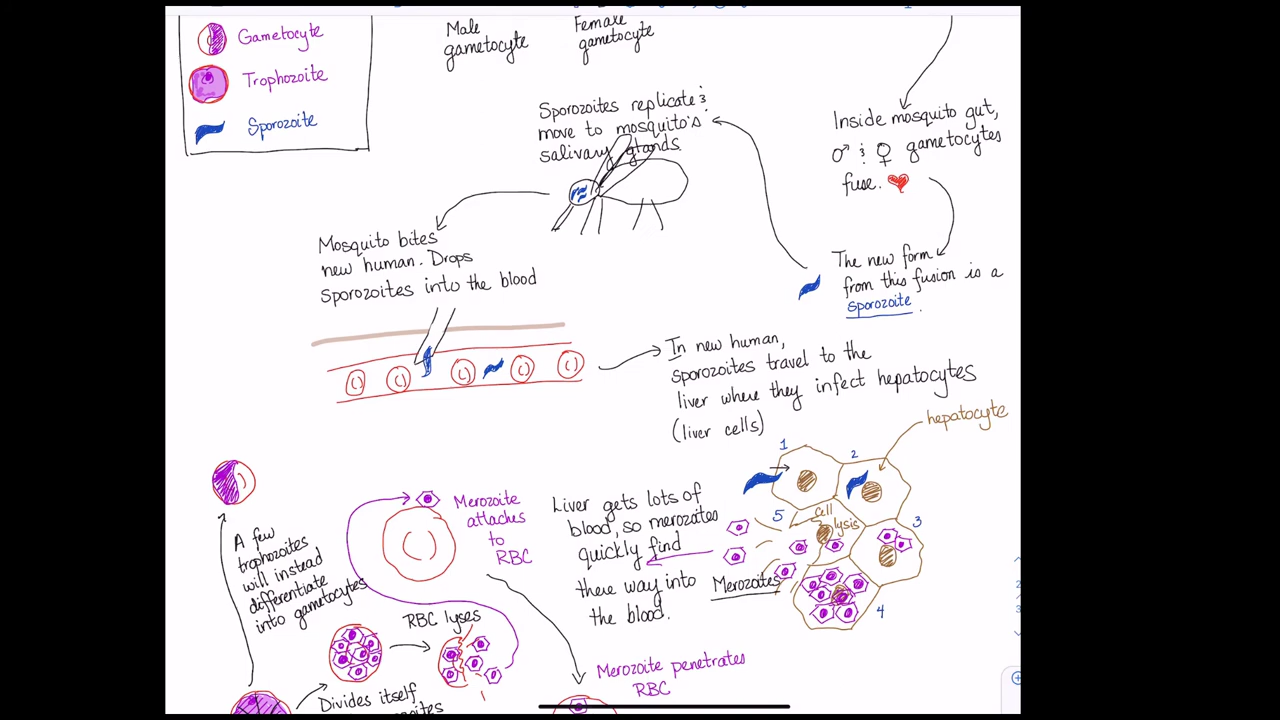 Gametocyte
Trophozoite
Sporozoite
Male
gametocyte
Female
gametocyte
Sporozoites replicate &
move to mosquito's
salivary glands.
Inside mosquito gut,
♂ & ♀ gametocytes
fuse.
The new form
from this fusion is a
sporozoite.
Mosquito bites
new human. Drops
sporozoites into the blood
In new human,
sporozoites travel to the
liver where they infect hepatocytes
(liver cells)
hepatocyte
1
2
3
4
5
cell
lysis
Merozoites
Liver gets lots of
blood, so merozoites
quickly find
there way into
the blood.
Merozoite
attaches
to
RBC
A few
trophozoites
will instead
differentiate
into gametocytes
RBC lyses
Merozoite penetrates
RBC
Divides itself